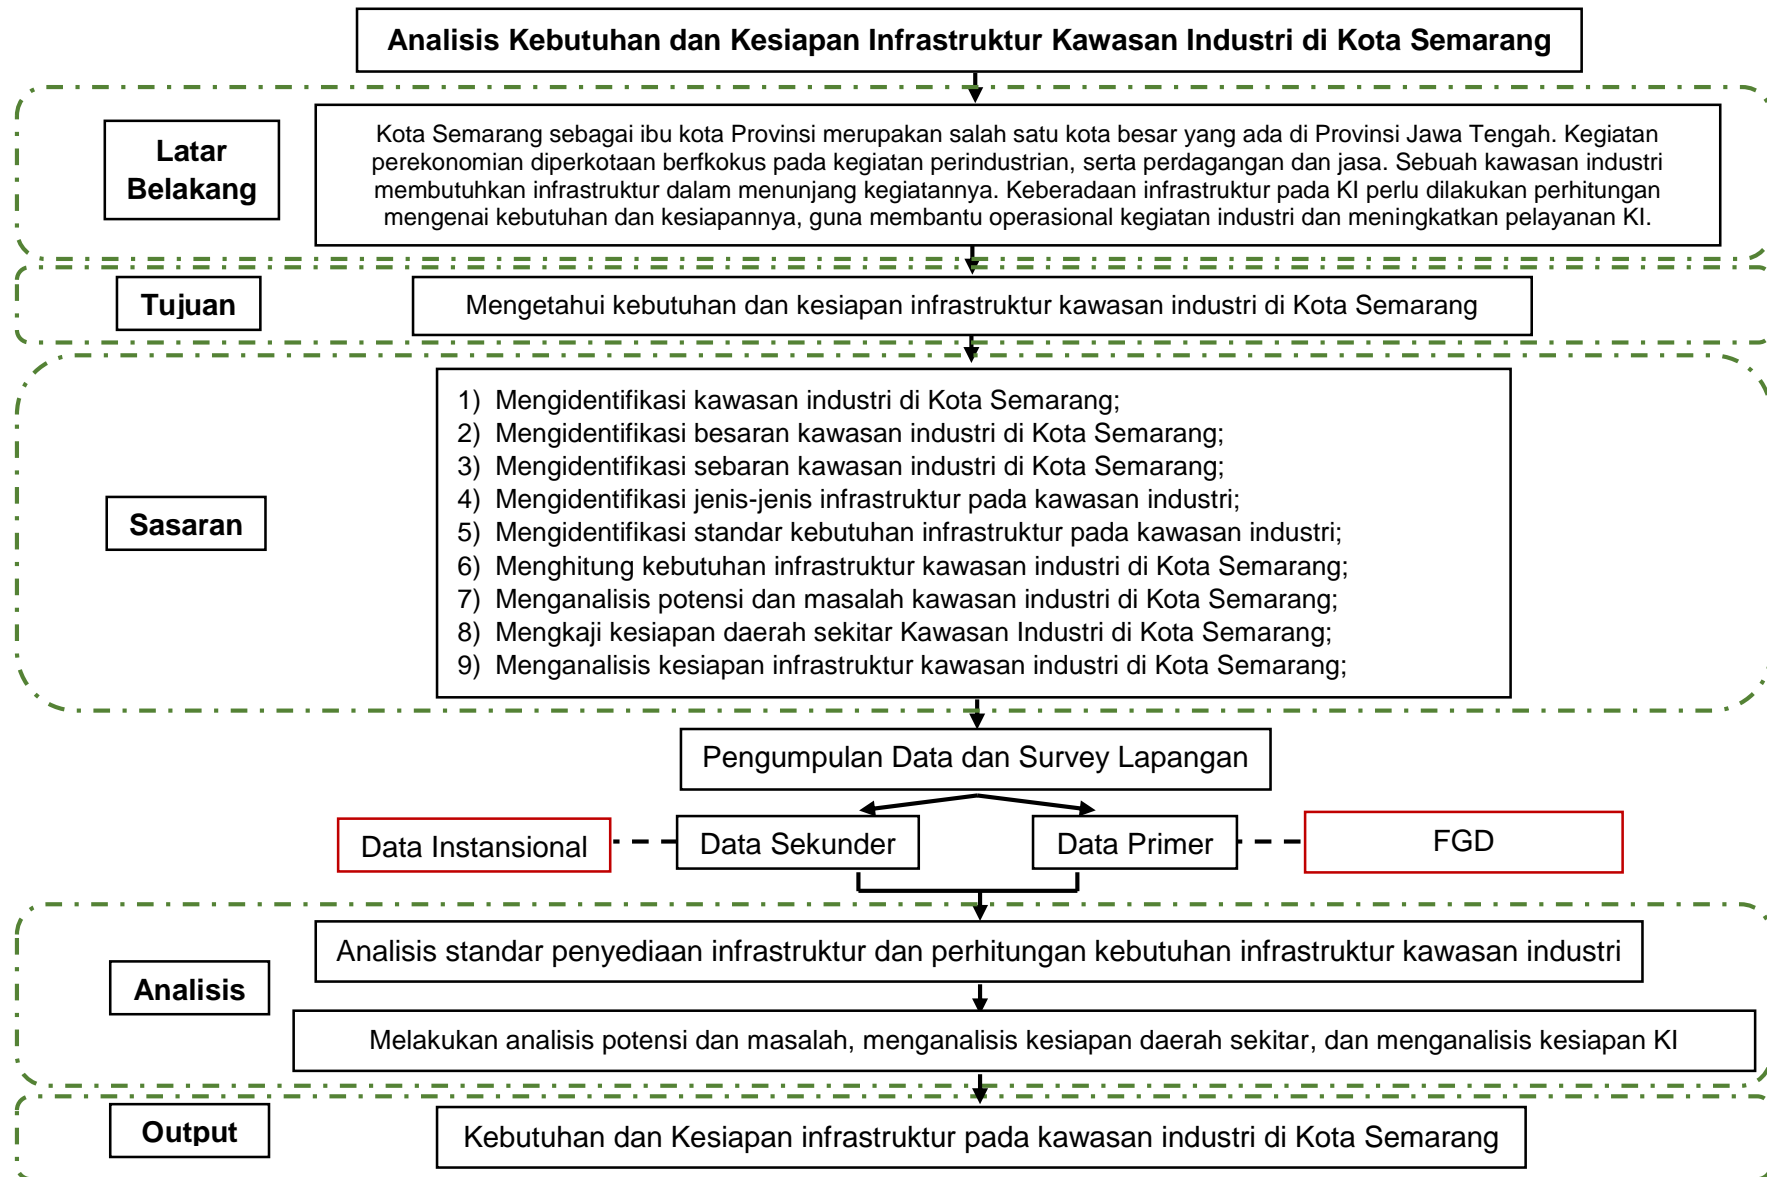 Analisis Kebutuhan dan Kesiapan Infrastruktur Kawasan Industri di Kota Semarang
Latar
Belakang
Kota Semarang sebagai ibu kota Provinsi merupakan salah satu kota besar yang ada di Provinsi Jawa Tengah. Kegiatan
perekonomian diperkotaan berfkokus pada kegiatan perindustrian, serta perdagangan dan jasa. Sebuah kawasan industri
membutuhkan infrastruktur dalam menunjang kegiatannya. Keberadaan infrastruktur pada KI perlu dilakukan perhitungan
mengenai kebutuhan dan kesiapannya, guna membantu operasional kegiatan industri dan meningkatkan pelayanan KI.
Tujuan
Mengetahui kebutuhan dan kesiapan infrastruktur kawasan industri di Kota Semarang
Sasaran
1) Mengidentifikasi kawasan industri di Kota Semarang;
2) Mengidentifikasi besaran kawasan industri di Kota Semarang;
3) Mengidentifikasi sebaran kawasan industri di Kota Semarang;
4) Mengidentifikasi jenis-jenis infrastruktur pada kawasan industri;
5) Mengidentifikasi standar kebutuhan infrastruktur pada kawasan industri;
6) Menghitung kebutuhan infrastruktur kawasan industri di Kota Semarang;
7) Menganalisis potensi dan masalah kawasan industri di Kota Semarang;
8) Mengkaji kesiapan daerah sekitar Kawasan Industri di Kota Semarang;
9) Menganalisis kesiapan infrastruktur kawasan industri di Kota Semarang;
Pengumpulan Data dan Survey Lapangan
Data Instansional
Data Sekunder
Data Primer
FGD
Analisis
Analisis standar penyediaan infrastruktur dan perhitungan kebutuhan infrastruktur kawasan industri
Melakukan analisis potensi dan masalah, menganalisis kesiapan daerah sekitar, dan menganalisis kesiapan KI
Output
Kebutuhan dan Kesiapan infrastruktur pada kawasan industri di Kota Semarang